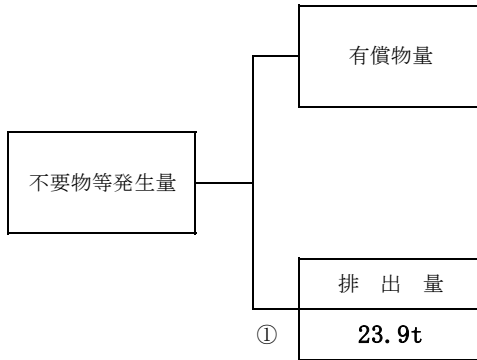 有償物量
不要物等発生量
排 出 量
① 23.9t